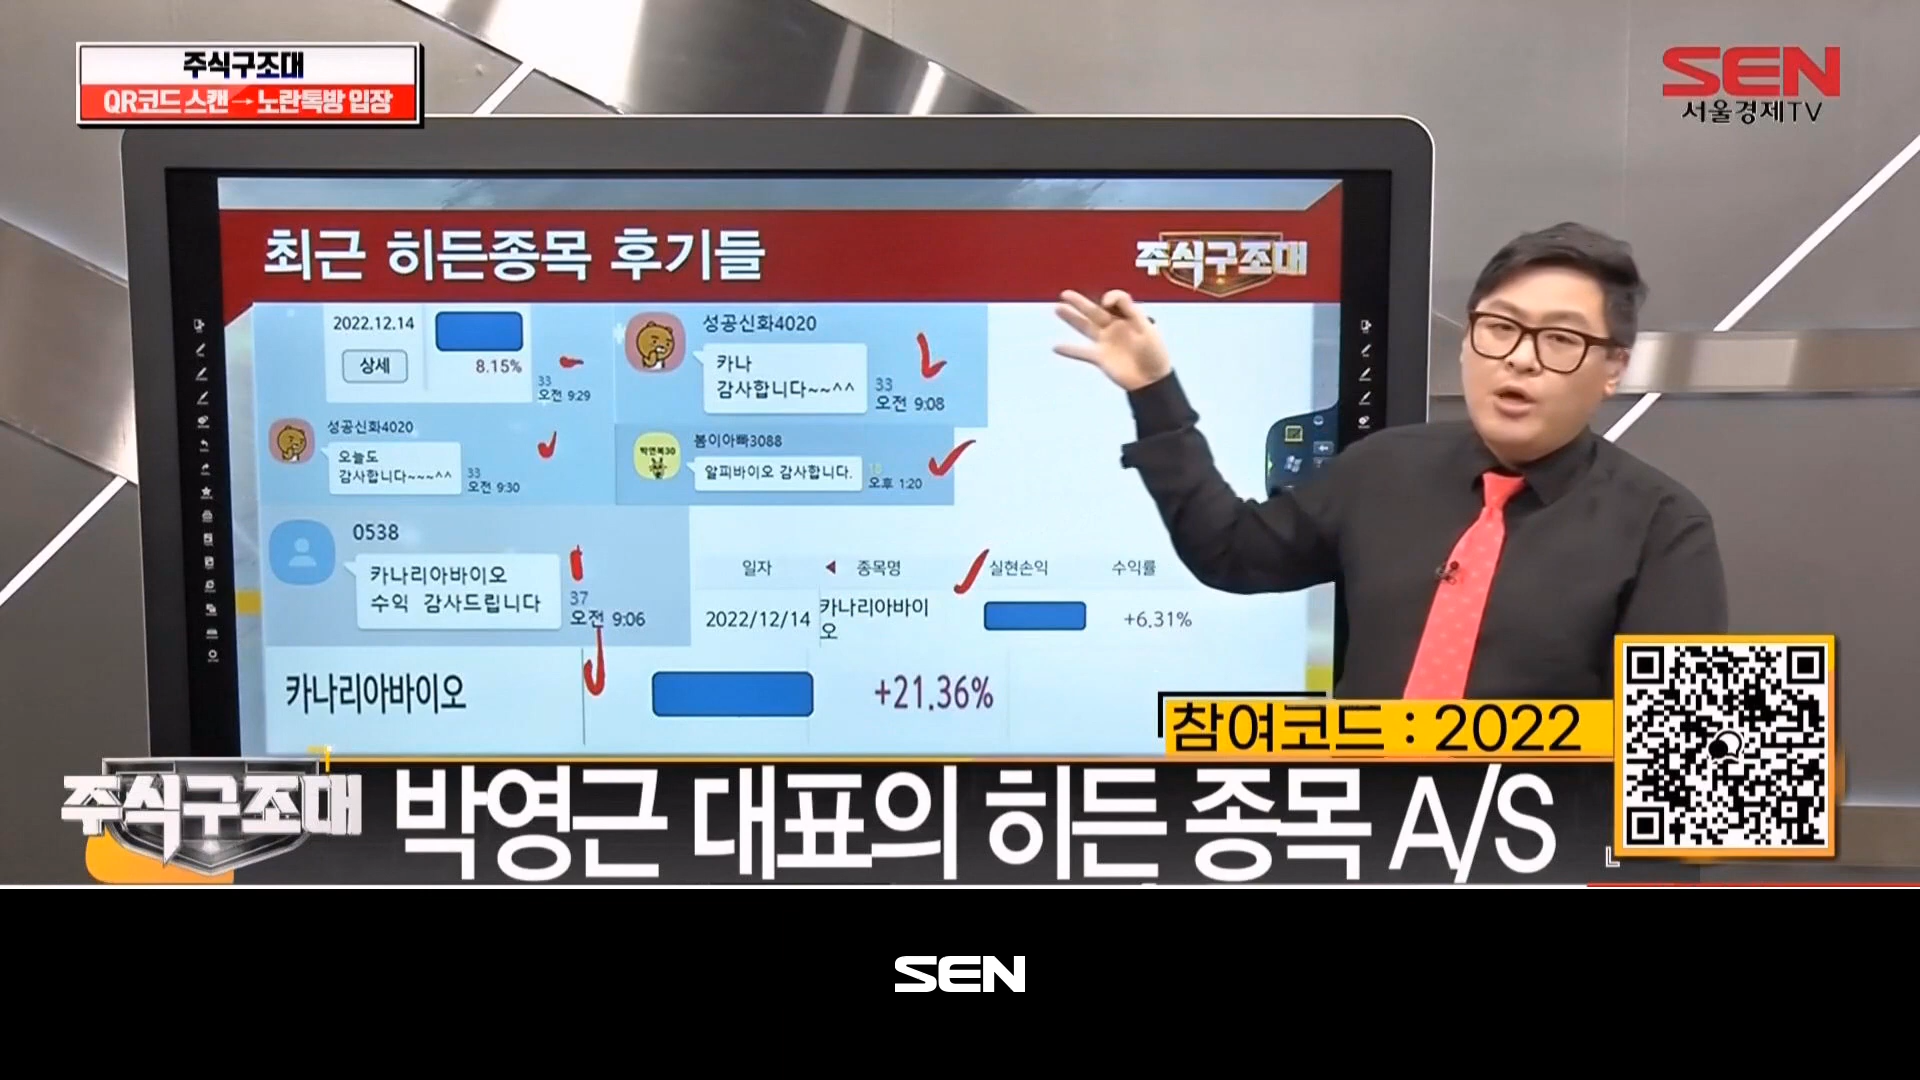 주식구조대
QR코드 스캔→노란톡방 입장
SEN
서울경제TV
최근 히든종목 후기들
주식구조대
2022.12.14
상세
8.15%
33
오전 9:29
성공신화4020
카나
감사합니다~~^^
33
오전 9:08
성공신화4020
오늘도
감사합니다~~~^^
33
오전 9:30
봄이아빠3088
알피바이오 감사합니다.
18
오후 1:20
0538
카나리아바이오
수익 감사드립니다
37
오전 9:06
일자 ◀ 종목명 실현손익 수익률
2022/12/14 카나리아바이
오
+6.31%
카나리아바이오 +21.36%
참여코드 : 2022
주식구조대
박영근 대표의 히든 종목 A/S
SEN